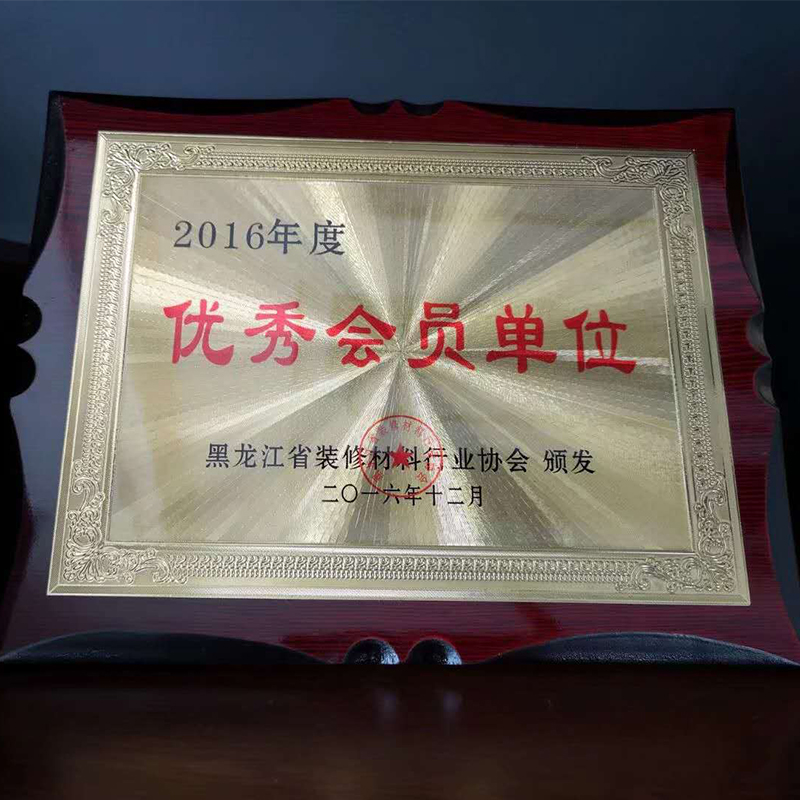 2016年度
优秀会员单位
黑龙江省装修材料行业协会 颁发
二〇一六年十二月